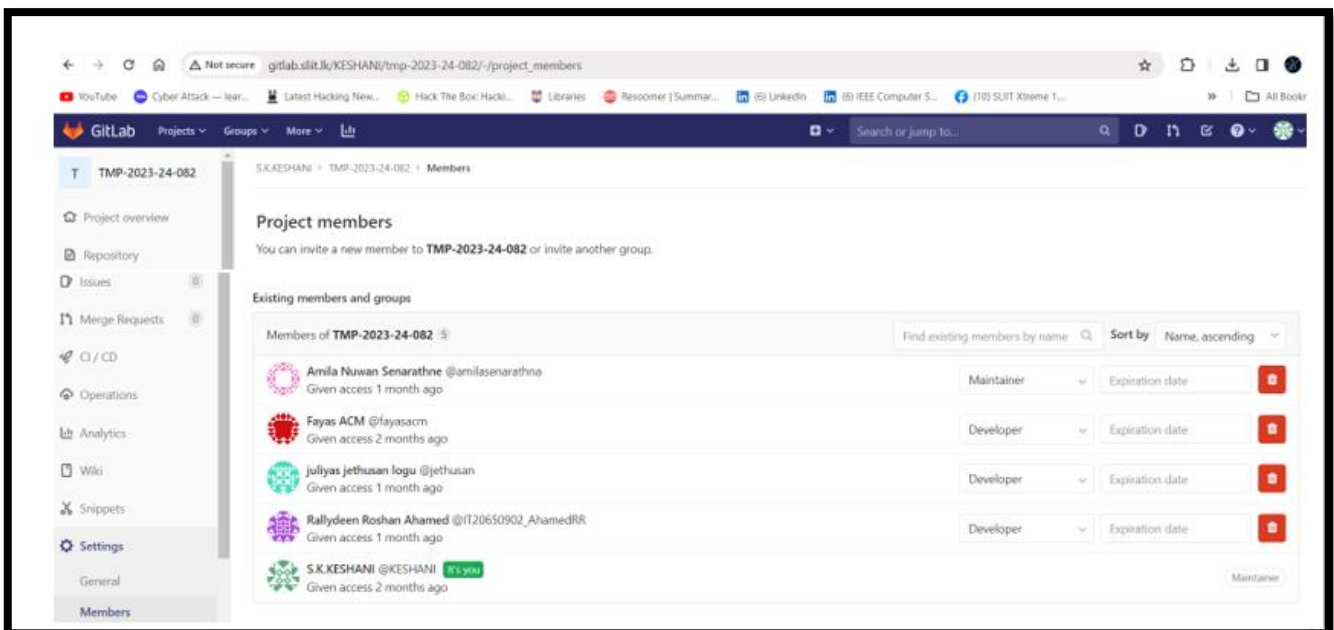 Not secure gitlab.sliit.lk/KESHANI/tmp-2023-24-082/-/project_members
YouTube Cyber Attack — lear... Latest Hacking New... Hack The Box: Hacki... Libraries Resoomer | Summar... (6) LinkedIn (6) IEEE Computer S... (10) SLIIT Xtreme 1... » All Bookr
GitLab Projects Groups More Search or jump to...
T TMP-2023-24-082
S.K.KESHANI › TMP-2023-24-082 › Members
Project overview
Repository
Issues 0
Merge Requests 0
CI / CD
Operations
Analytics
Wiki
Snippets
Settings
General
Members
Project members
You can invite a new member to TMP-2023-24-082 or invite another group.
Existing members and groups
Members of TMP-2023-24-082 5 Find existing members by name Sort by Name, ascending
Amila Nuwan Senarathne @amilasenarathna
Given access 1 month ago
Maintainer Expiration date
Fayas ACM @fayasacm
Given access 2 months ago
Developer Expiration date
juliyas jethusan logu @jethusan
Given access 1 month ago
Developer Expiration date
Rallydeen Roshan Ahamed @IT20650902_AhamedRR
Given access 1 month ago
Developer Expiration date
S.K.KESHANI @KESHANI It's you
Given access 2 months ago
Maintainer